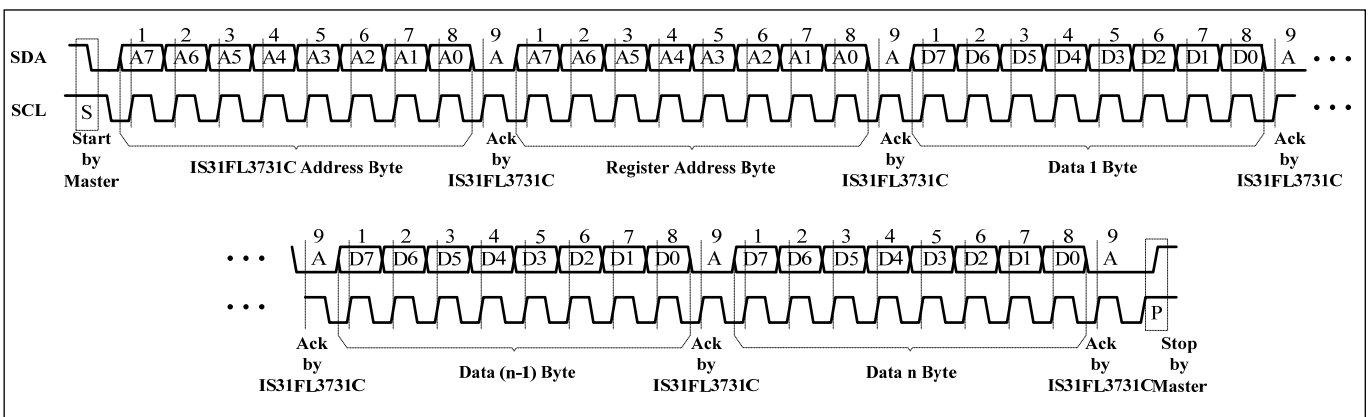 1 2 3 4 5 6 7 8 9 1 2 3 4 5 6 7 8 9 1 2 3 4 5 6 7 8 9
SDA A7 A6 A5 A4 A3 A2 A1 A0 A A7 A6 A5 A4 A3 A2 A1 A0 A D7 D6 D5 D4 D3 D2 D1 D0 A • • •
SCL S • • •
Start by Master
IS31FL3731C Address Byte
Ack by IS31FL3731C
Register Address Byte
Ack by IS31FL3731C
Data 1 Byte
Ack by IS31FL3731C
9 1 2 3 4 5 6 7 8 9 1 2 3 4 5 6 7 8 9
• • • A D7 D6 D5 D4 D3 D2 D1 D0 A D7 D6 D5 D4 D3 D2 D1 D0 A
• • • P
Ack by IS31FL3731C
Data (n-1) Byte
Ack by IS31FL3731C
Data n Byte
Ack by IS31FL3731C
Stop by Master